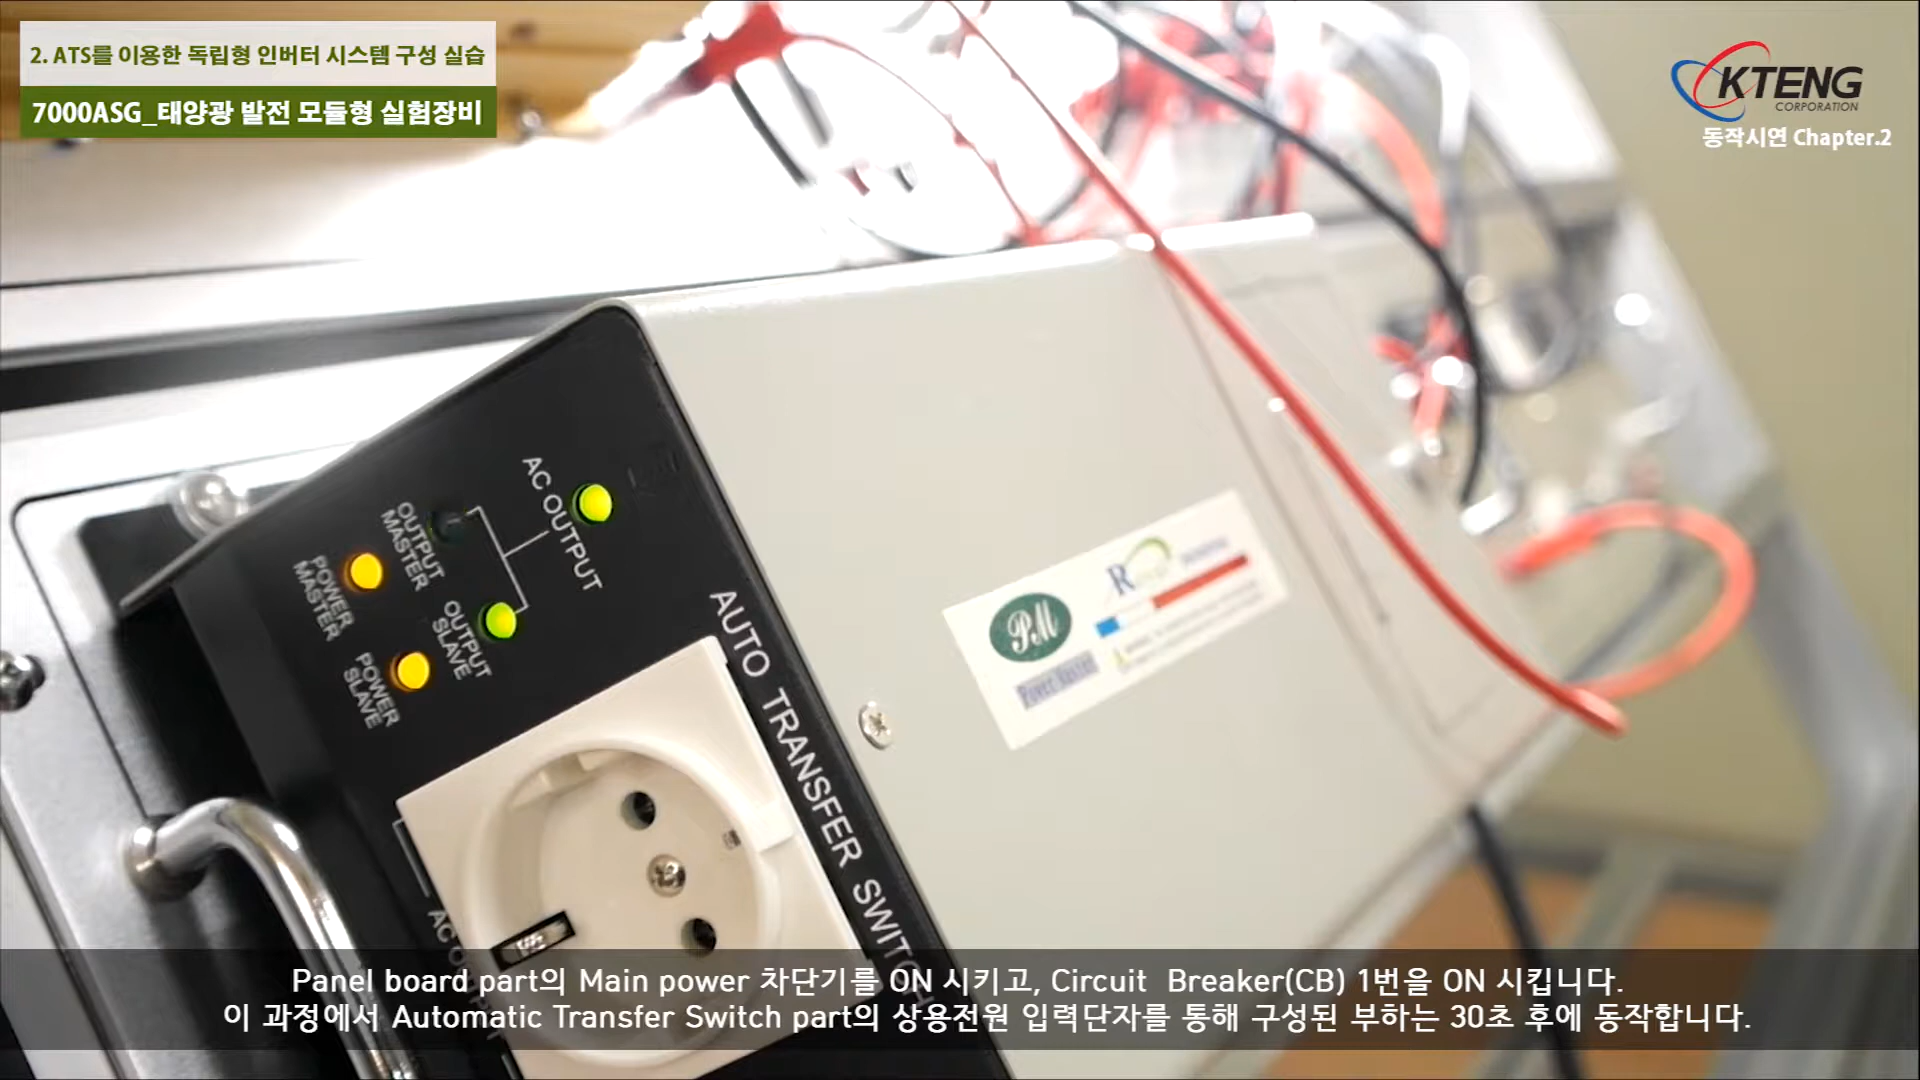 2. ATS를 이용한 독립형 인버터 시스템 구성 실습
7000ASG_태양광 발전 모듈형 실험장비
KTENG
CORPORATION
동작시연 Chapter.2
AC OUTPUT
OUTPUT
MASTER
POWER
MASTER
OUTPUT
SLAVE
POWER
SLAVE
AUTO TRANSFER SWITCH
PM
Power Master
R
AC
Panel board part의 Main power 차단기를 ON 시키고, Circuit Breaker(CB) 1번을 ON 시킵니다.
이 과정에서 Automatic Transfer Switch part의 상용전원 입력단자를 통해 구성된 부하는 30초 후에 동작합니다.